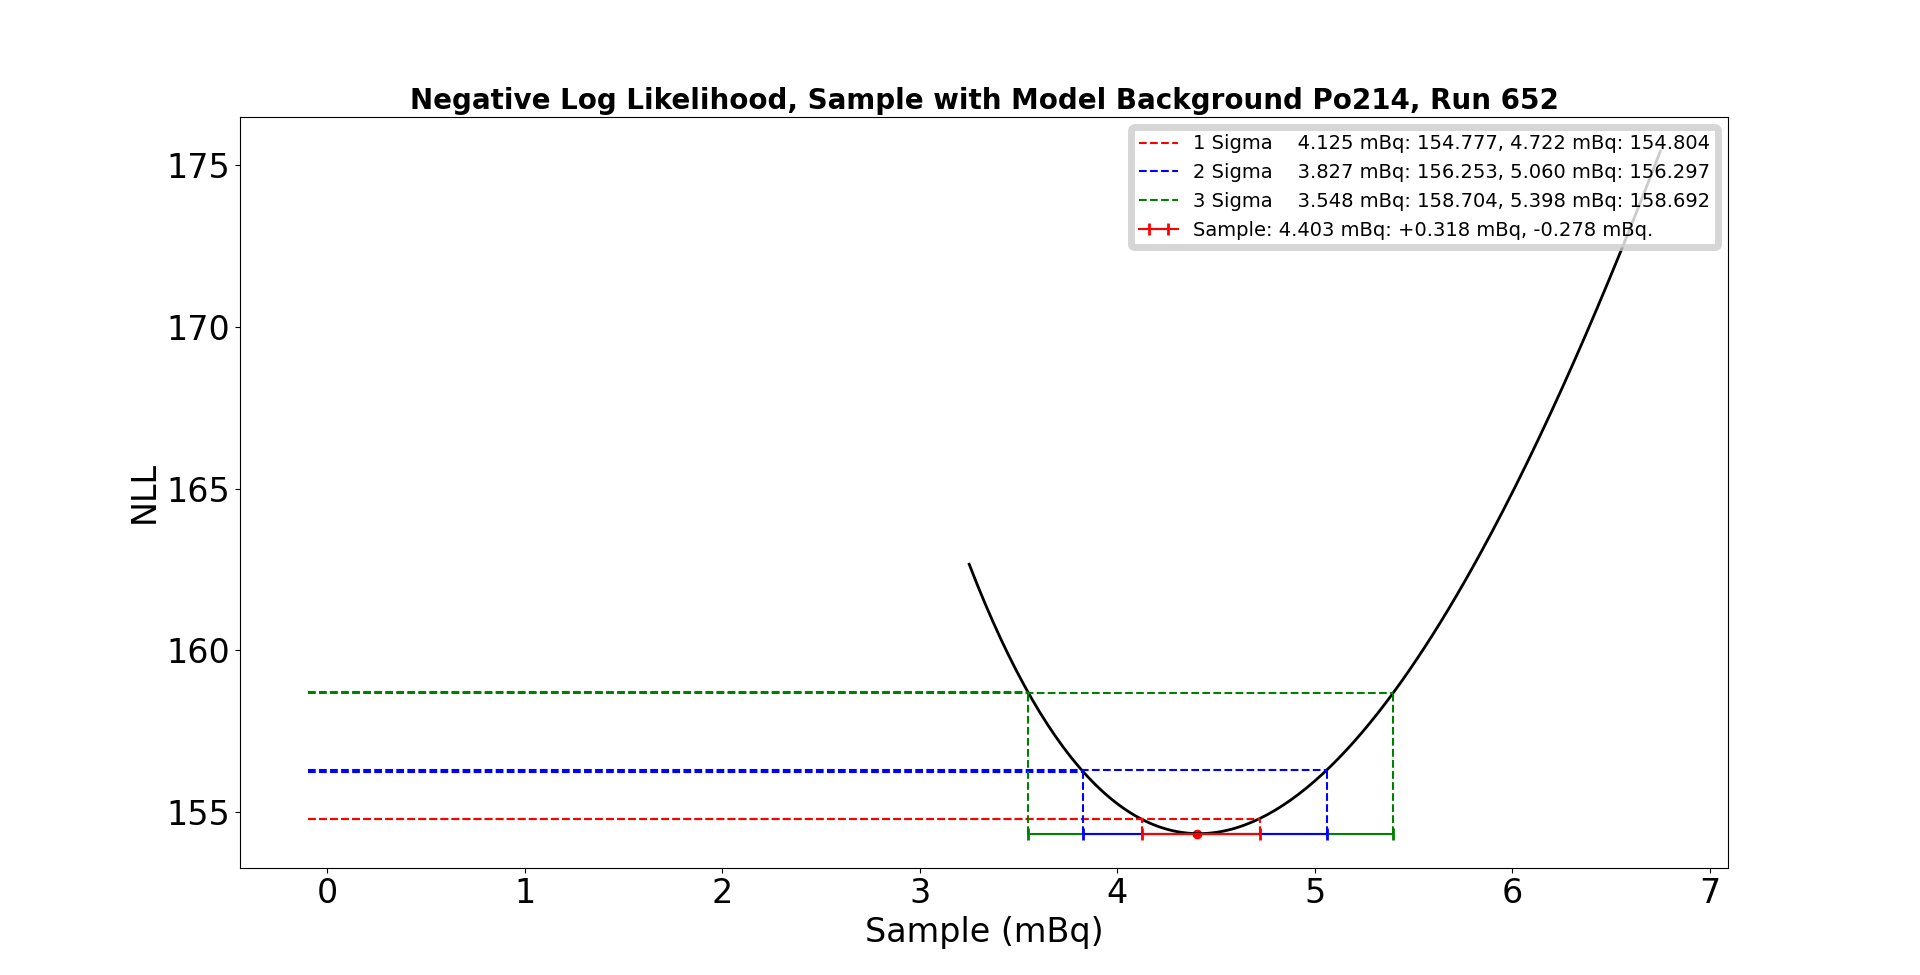 Negative Log Likelihood, Sample with Model Background Po214, Run 652
1 Sigma    4.125 mBq: 154.777, 4.722 mBq: 154.804
2 Sigma    3.827 mBq: 156.253, 5.060 mBq: 156.297
3 Sigma    3.548 mBq: 158.704, 5.398 mBq: 158.692
Sample: 4.403 mBq: +0.318 mBq, -0.278 mBq.
175
170
165
160
155
NLL
0 1 2 3 4 5 6 7
Sample (mBq)